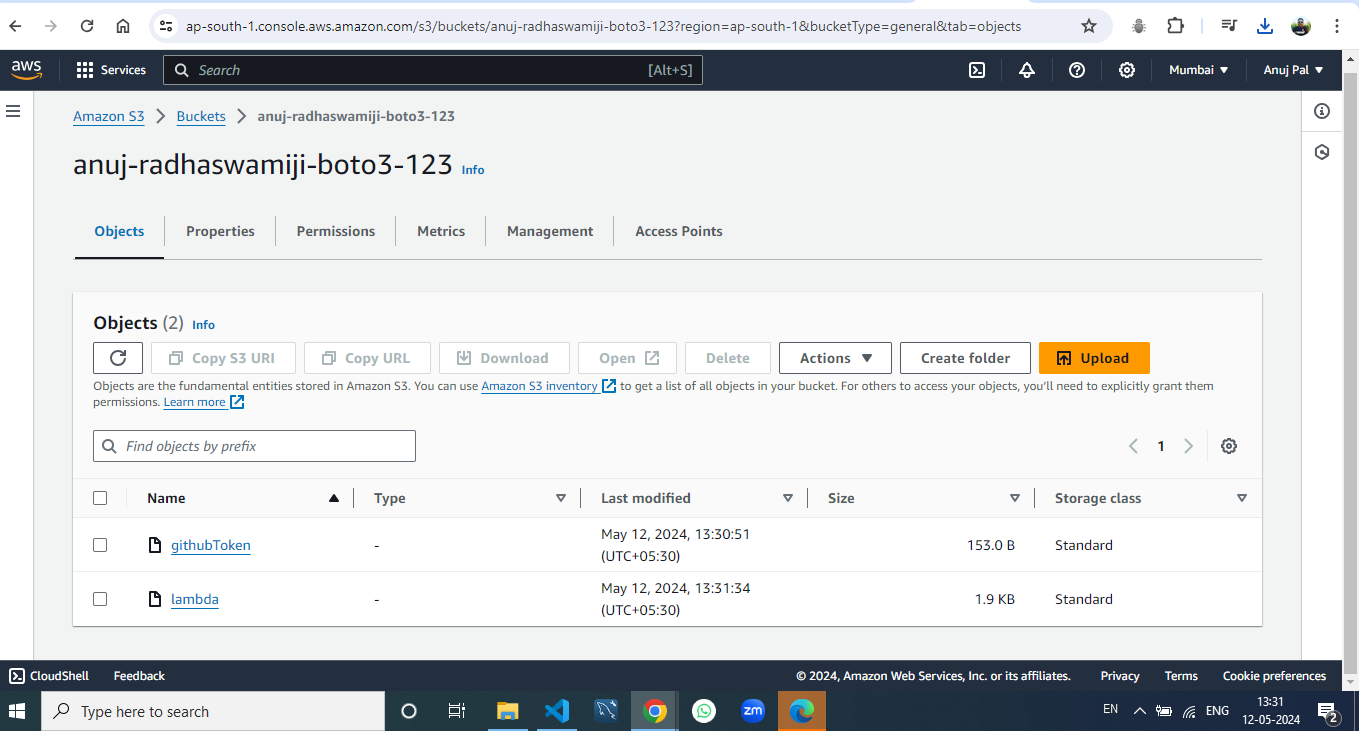 ap-south-1.console.aws.amazon.com/s3/buckets/anuj-radhaswamiji-boto3-123?region=ap-south-1&bucketType=general&tab=objects
aws Services Search [Alt+S] Mumbai ▼ Anuj Pal ▼
Amazon S3 > Buckets > anuj-radhaswamiji-boto3-123
anuj-radhaswamiji-boto3-123 Info
Objects Properties Permissions Metrics Management Access Points
Objects (2) Info
Copy S3 URI Copy URL Download Open Delete Actions ▼ Create folder Upload
Objects are the fundamental entities stored in Amazon S3. You can use Amazon S3 inventory to get a list of all objects in your bucket. For others to access your objects, you'll need to explicitly grant them
permissions. Learn more
Find objects by prefix 1
Name Type Last modified Size Storage class
githubToken - May 12, 2024, 13:30:51 153.0 B Standard
(UTC+05:30)
lambda - May 12, 2024, 13:31:34 1.9 KB Standard
(UTC+05:30)
CloudShell Feedback © 2024, Amazon Web Services, Inc. or its affiliates. Privacy Terms Cookie preferences
Type here to search zm EN ENG 13:31
12-05-2024 2